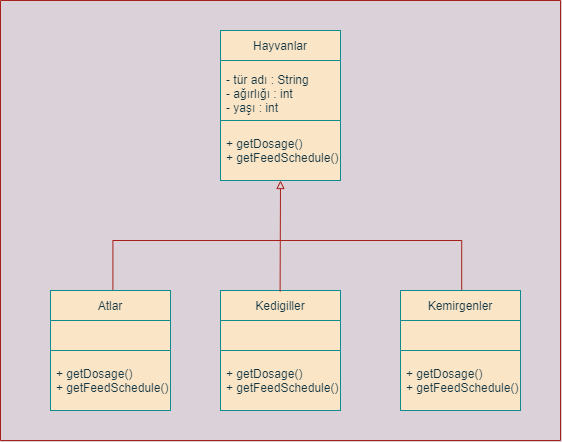 Hayvanlar
- tür adı : String
- ağırlığı : int
- yaşı : int
+ getDosage()
+ getFeedSchedule()
Atlar
+ getDosage()
+ getFeedSchedule()
Kedigiller
+ getDosage()
+ getFeedSchedule()
Kemirgenler
+ getDosage()
+ getFeedSchedule()